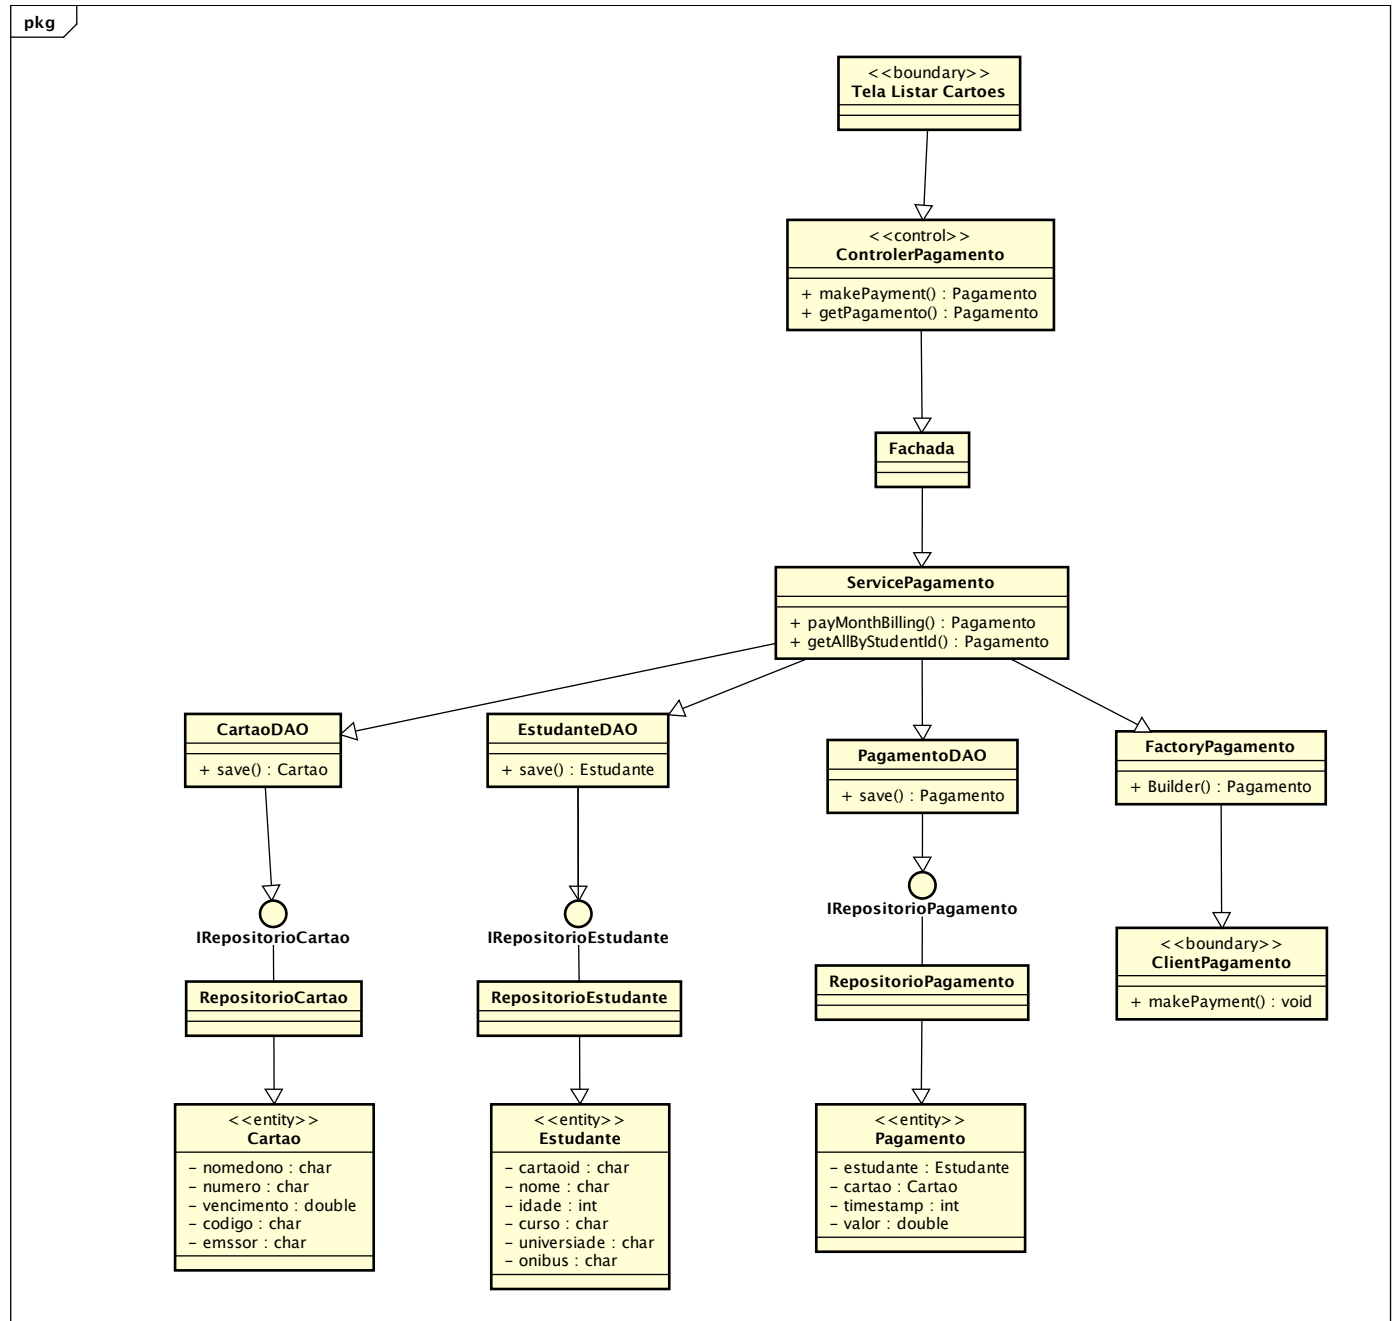 pkg
<<boundary>>
Tela Listar Cartoes
<<control>>
ControlerPagamento
+ makePayment() : Pagamento
+ getPagamento() : Pagamento
Fachada
ServicePagamento
+ payMonthBilling() : Pagamento
+ getAllByStudentId() : Pagamento
CartaoDAO
+ save() : Cartao
EstudanteDAO
+ save() : Estudante
PagamentoDAO
+ save() : Pagamento
FactoryPagamento
+ Builder() : Pagamento
IRepositorioCartao
IRepositorioEstudante
IRepositorioPagamento
<<boundary>>
ClientPagamento
+ makePayment() : void
RepositorioCartao
RepositorioEstudante
RepositorioPagamento
<<entity>>
Cartao
- nomedono : char
- numero : char
- vencimento : double
- codigo : char
- emssor : char
<<entity>>
Estudante
- cartaoid : char
- nome : char
- idade : int
- curso : char
- universiade : char
- onibus : char
<<entity>>
Pagamento
- estudante : Estudante
- cartao : Cartao
- timestamp : int
- valor : double